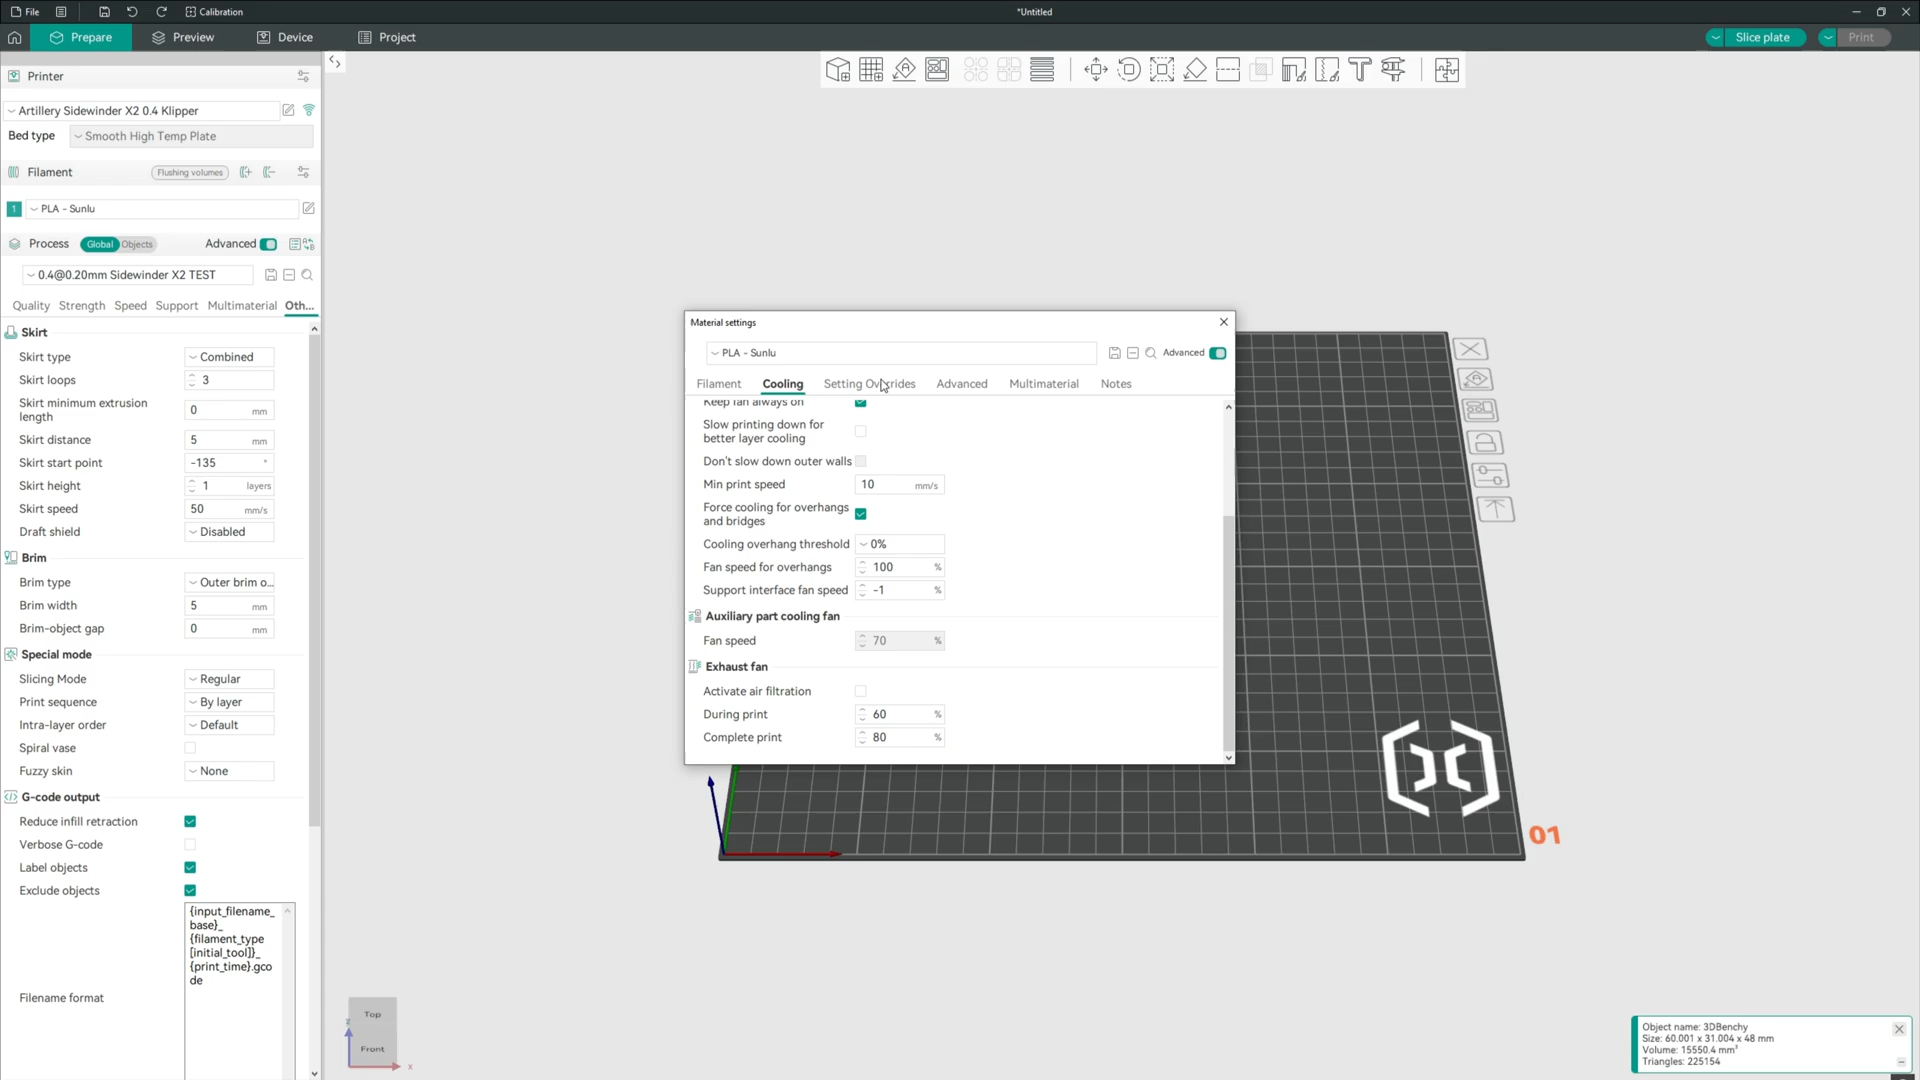 File
Calibration
*Untitled
Prepare
Preview
Device
Project
Slice plate
Print
Printer
Artillery Sidewinder X2 0.4 Klipper
Bed type
Smooth High Temp Plate
Filament
Flushing volumes
1
PLA - Sunlu
Process
Global
Objects
Advanced
0.4@0.20mm Sidewinder X2 TEST
Quality
Strength
Speed
Support
Multimaterial
Oth...
Skirt
Skirt type
Combined
Skirt loops
3
Skirt minimum extrusion
length
0 mm
Skirt distance
5 mm
Skirt start point
-135 °
Skirt height
1 layers
Skirt speed
50 mm/s
Draft shield
Disabled
Brim
Brim type
Outer brim o...
Brim width
5 mm
Brim-object gap
0 mm
Special mode
Slicing Mode
Regular
Print sequence
By layer
Intra-layer order
Default
Spiral vase
Fuzzy skin
None
G-code output
Reduce infill retraction
Verbose G-code
Label objects
Exclude objects
{input_filename_
base}_
{filament_type
[initial_tool]}_
{print_time}.gco
de
Filename format
Material settings
PLA - Sunlu
Advanced
Filament
Cooling
Setting Overrides
Advanced
Multimaterial
Notes
Keep fan always on
Slow printing down for
better layer cooling
Don't slow down outer walls
Min print speed
10 mm/s
Force cooling for overhangs
and bridges
Cooling overhang threshold
0%
Fan speed for overhangs
100 %
Support interface fan speed
-1 %
Auxiliary part cooling fan
Fan speed
70 %
Exhaust fan
Activate air filtration
During print
60 %
Complete print
80 %
01
Top
Front
z
x
Object name: 3DBenchy
Size: 60.001 x 31.004 x 48 mm
Volume: 15550.4 mm³
Triangles: 225154